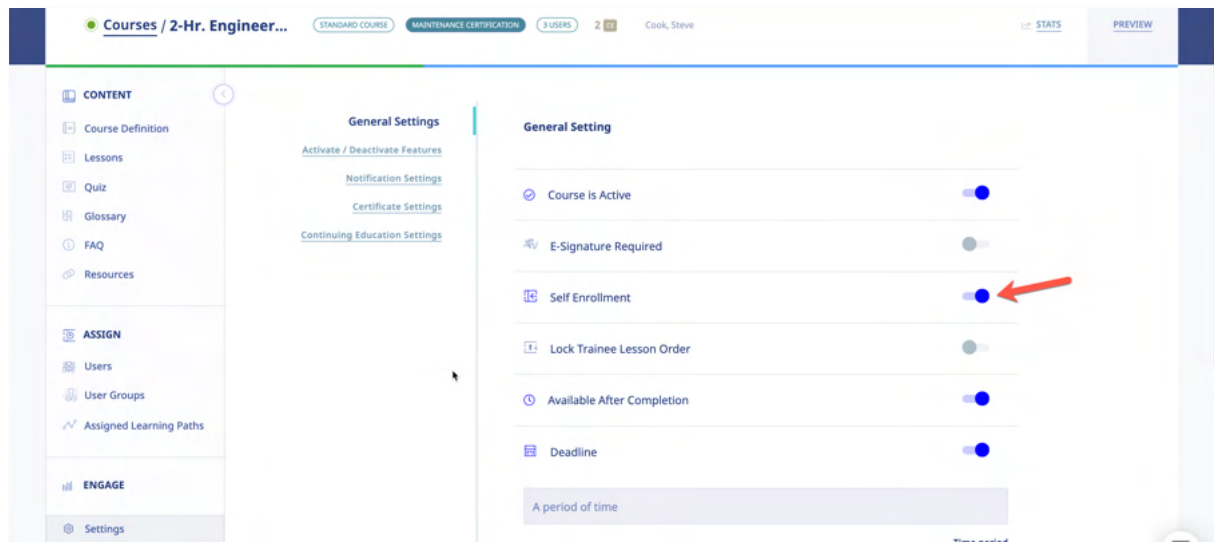 Courses / 2-Hr. Engineer...
STANDARD COURSE
MAINTENANCE CERTIFICATION
3 USERS
2 CE
Cook, Steve
STATS
PREVIEW
CONTENT
Course Definition
Lessons
Quiz
Glossary
FAQ
Resources
ASSIGN
Users
User Groups
Assigned Learning Paths
ENGAGE
Settings
General Settings
Activate / Deactivate Features
Notification Settings
Certificate Settings
Continuing Education Settings
General Setting
Course is Active
E-Signature Required
Self Enrollment
Lock Trainee Lesson Order
Available After Completion
Deadline
A period of time
Time period